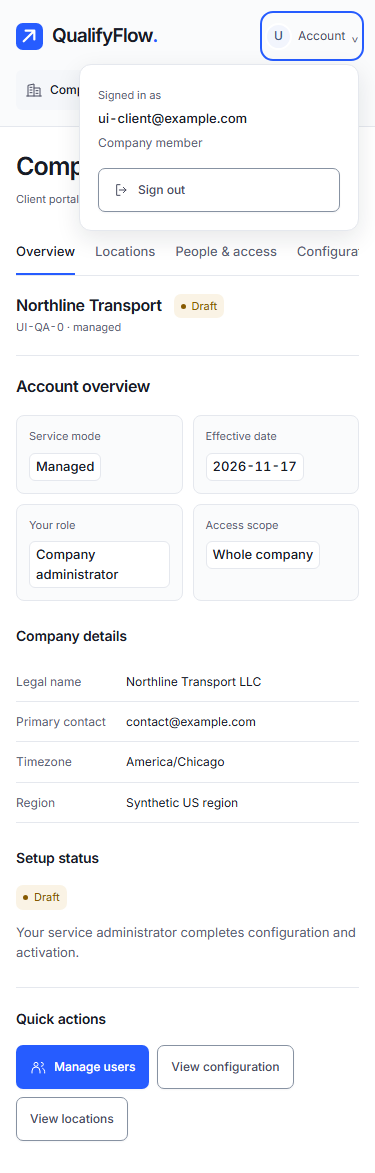 QualifyFlow.
U Account
Comp
Signed in as
ui-client@example.com
Company member
Sign out
Comp
Client portal
Overview Locations People & access Configurat
Northline Transport Draft
UI-QA-0 · managed
Account overview
Service mode
Managed
Effective date
2026-11-17
Your role
Company
administrator
Access scope
Whole company
Company details
Legal name Northline Transport LLC
Primary contact contact@example.com
Timezone America/Chicago
Region Synthetic US region
Setup status
Draft
Your service administrator completes configuration and
activation.
Quick actions
Manage users View configuration
View locations